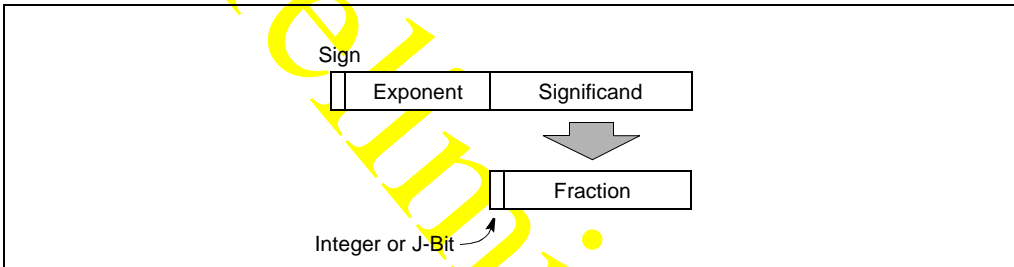 Sign
Exponent Significand
Fraction
Integer or J-Bit